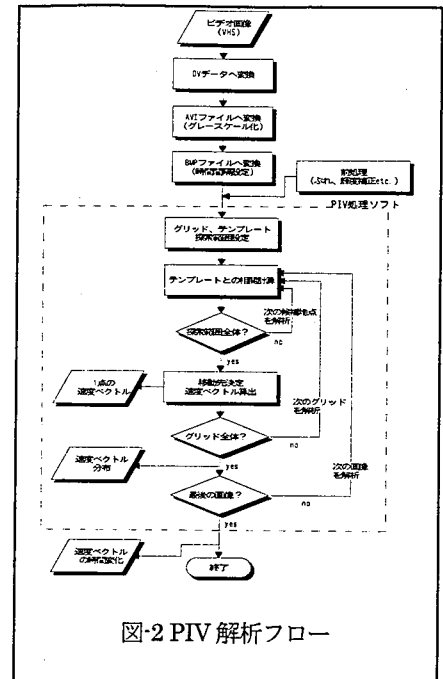 ビデオ画像
(VHS)
DVデータへ変換
AVIファイルへ変換
(グレースケール化)
BMPファイルへ変換
(時間間隔設定)
前処理
(ぶれ、輝度補正etc.)
PIV処理ソフト
グリッド、テンプレート
探索範囲設定
テンプレートとの相関計算
次の候補地点
を解析
探索範囲全体?
no
yes
1点の
速度ベクトル
移動先決定
速度ベクトル算出
次のグリッド
を解析
グリッド全体?
no
次の画像
を解析
速度ベクトル
分布
yes
最後の画像?
no
yes
速度ベクトル
の時間変化
終了
図-2 PIV 解析フロー